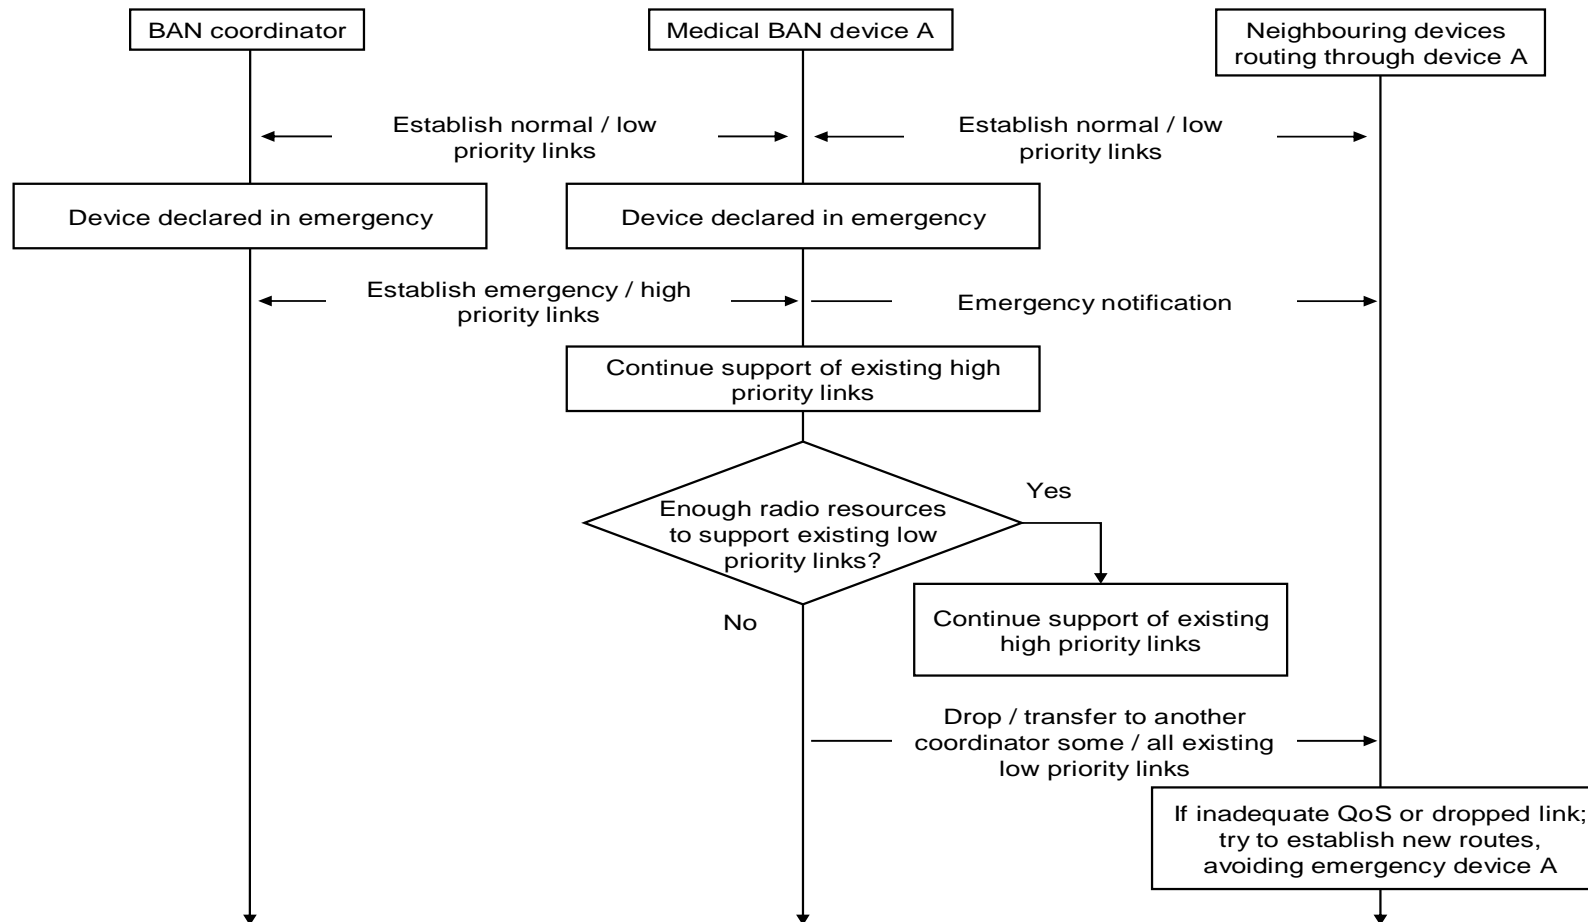 BAN coordinator
Medical BAN device A
Neighbouring devices
routing through device A
Establish normal / low
priority links
Establish normal / low
priority links
Device declared in emergency
Device declared in emergency
Establish emergency / high
priority links
Emergency notification
Continue support of existing high
priority links
Enough radio resources
to support existing low
priority links?
Yes
No
Continue support of existing
high priority links
Drop / transfer to another
coordinator some / all existing
low priority links
If inadequate QoS or dropped link;
try to establish new routes,
avoiding emergency device A